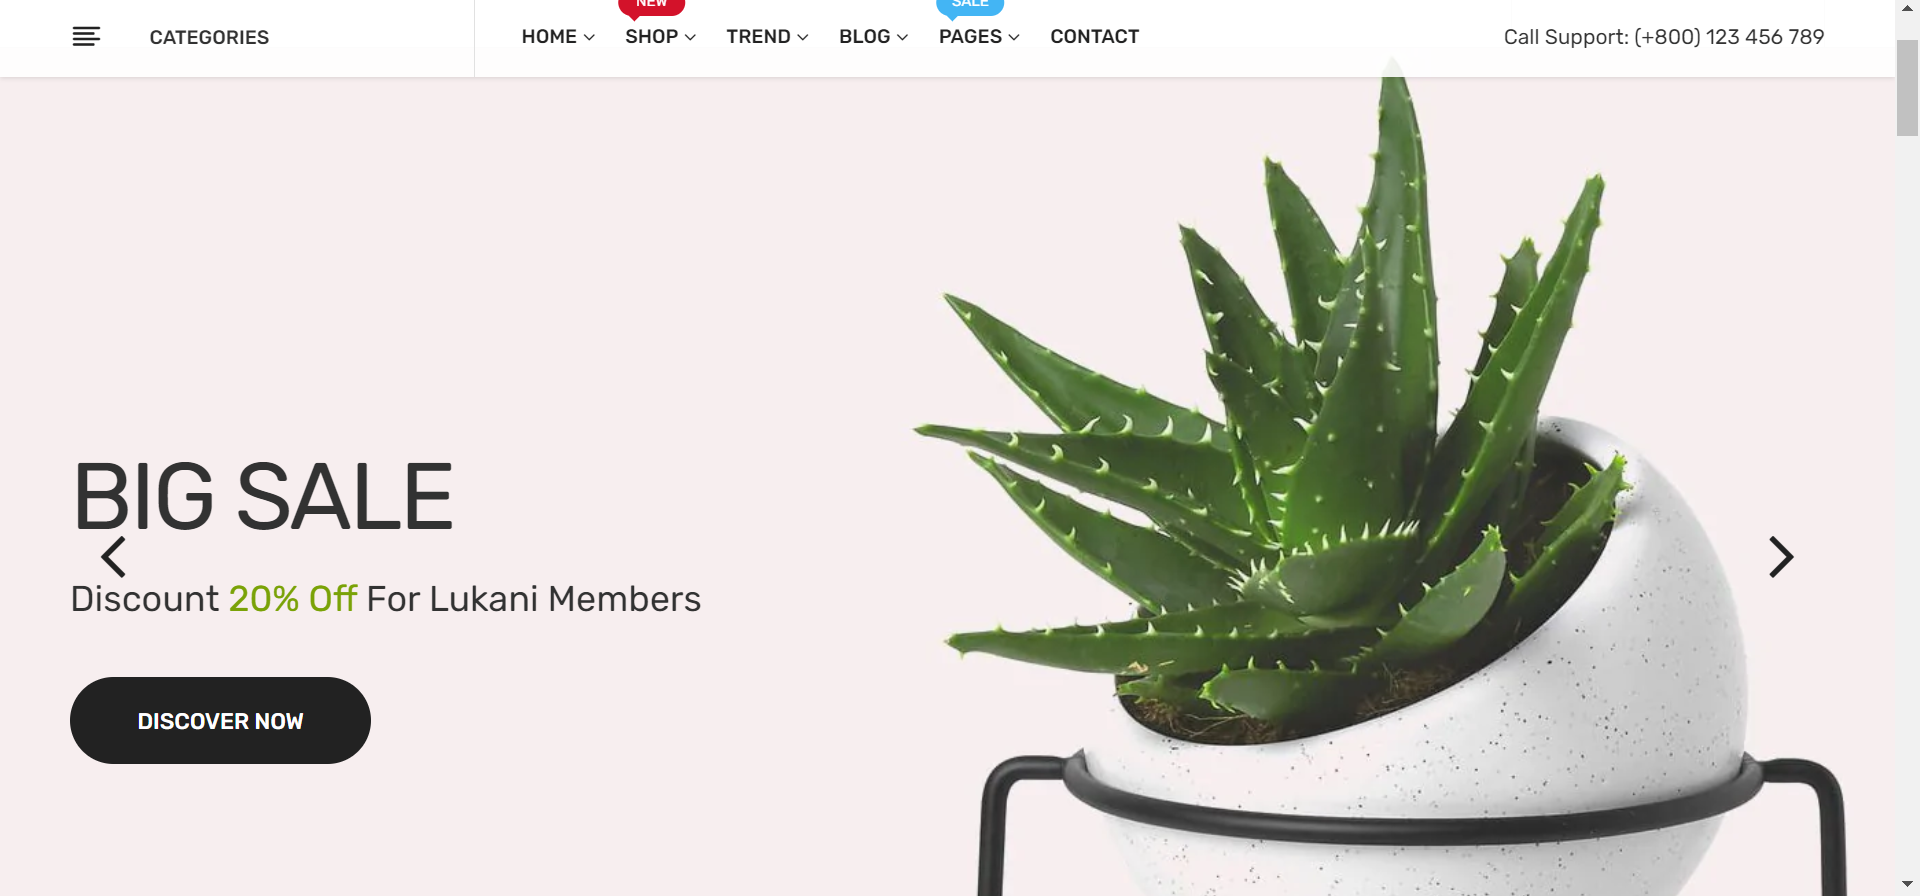 NEW
SALE
CATEGORIES
HOME SHOP TREND BLOG PAGES CONTACT
Call Support: (+800) 123 456 789
BIG SALE
Discount 20% Off For Lukani Members
DISCOVER NOW